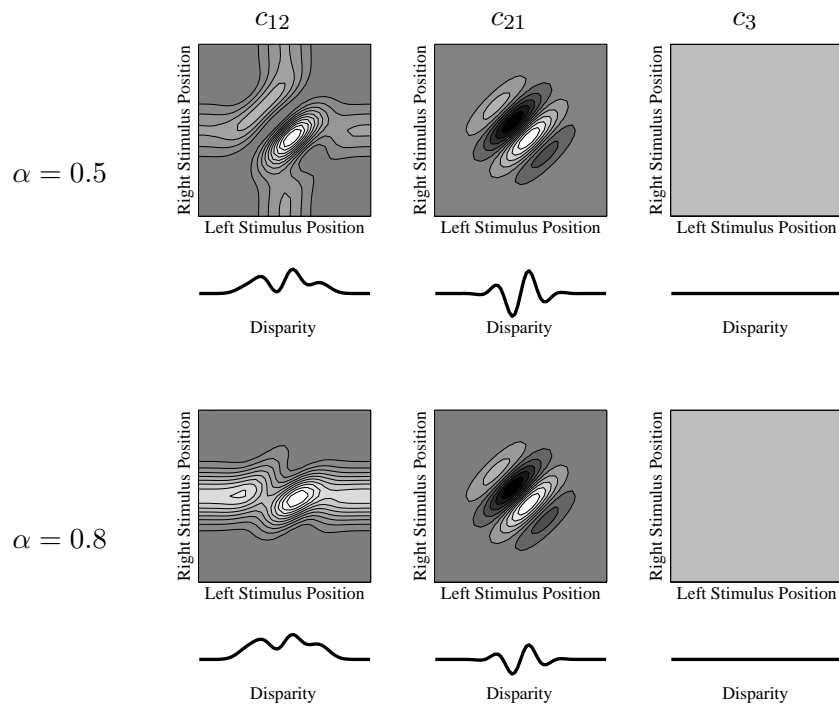 c12 c21 c3
α = 0.5
Right Stimulus Position Right Stimulus Position Right Stimulus Position
Left Stimulus Position Left Stimulus Position Left Stimulus Position
Disparity Disparity Disparity
α = 0.8
Right Stimulus Position Right Stimulus Position Right Stimulus Position
Left Stimulus Position Left Stimulus Position Left Stimulus Position
Disparity Disparity Disparity